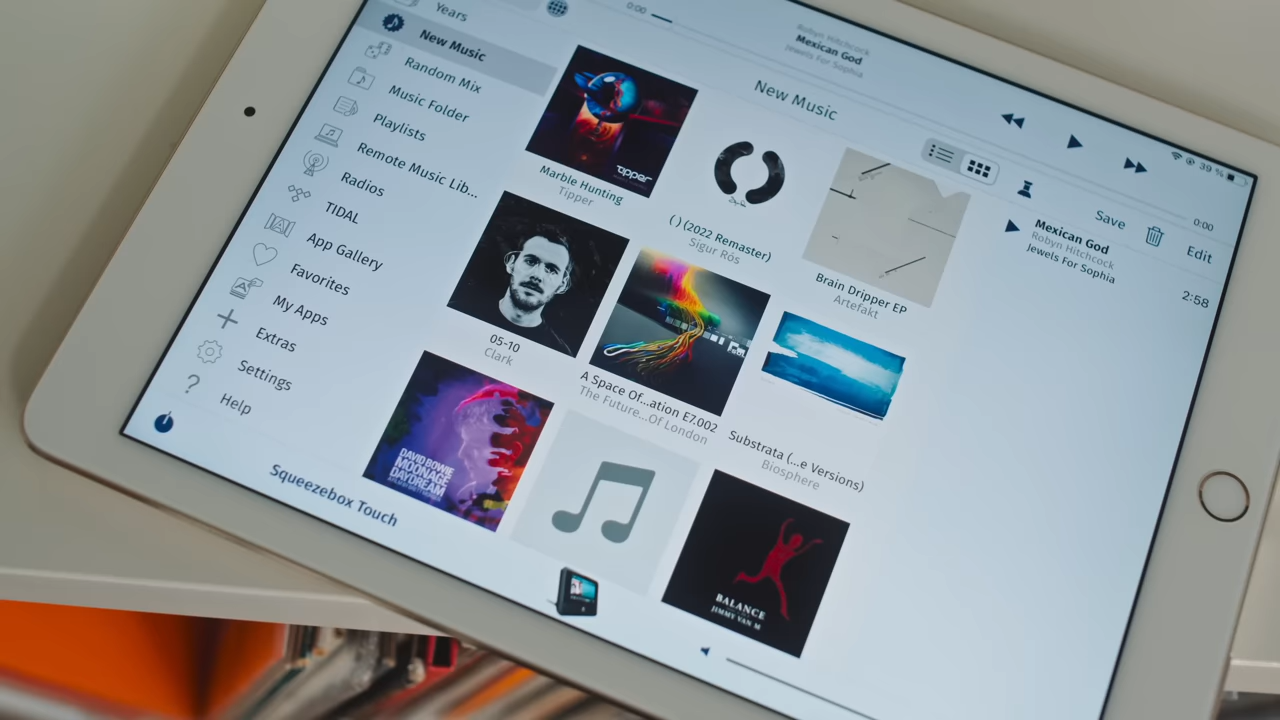 Years
New Music
Random Mix
Music Folder
Playlists
Remote Music Lib...
Radios
TIDAL
App Gallery
Favorites
My Apps
Extras
Settings
Help
Squeezebox Touch
0:00
Robyn Hitchcock
Mexican God
Jewels For Sophia
New Music
39 %
0:00
Save
Edit
Mexican God
Robyn Hitchcock
Jewels For Sophia
2:58
tipper
Marble Hunting
Tipper
( ) (2022 Remaster)
Sigur Rós
Brain Dripper EP
Artefakt
05-10
Clark
A Space Of...ation E7.002
The Future...Of London
Substrata (...e Versions)
Biosphere
DAVID BOWIE
MOONAGE
DAYDREAM
BALANCE
JIMMY VAN M